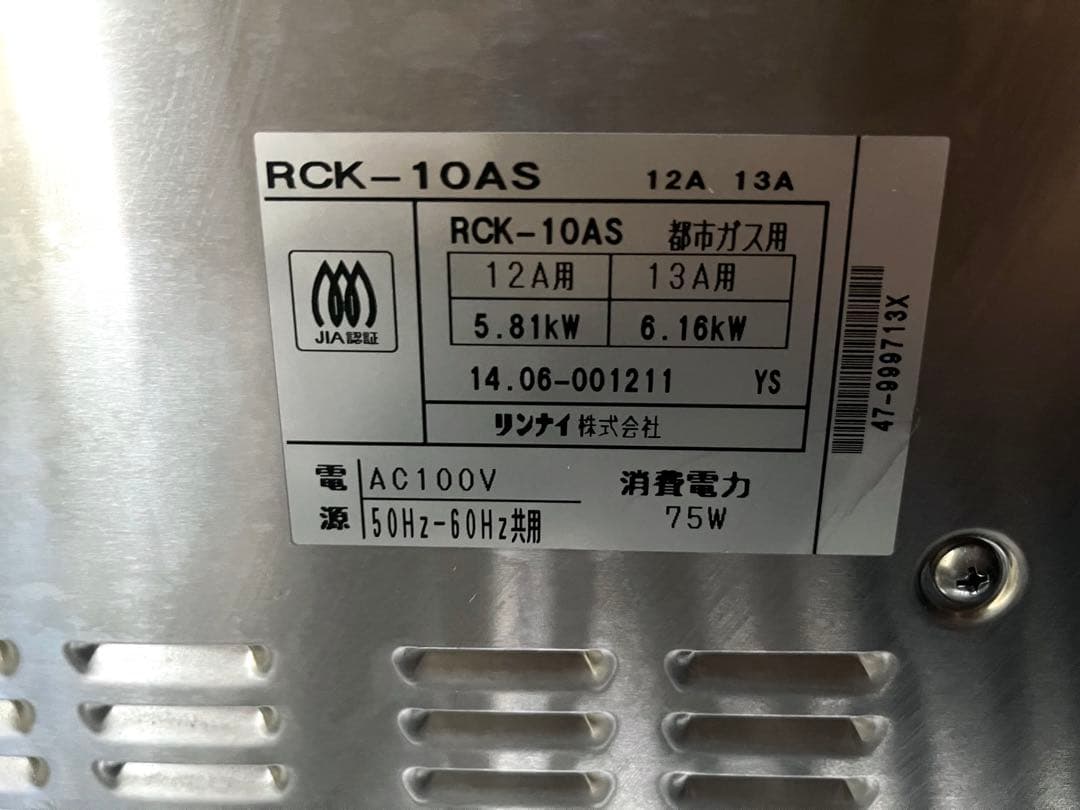 RCK-10AS 12A 13A
RCK-10AS 都市ガス用
12A用 13A用
5.81kW 6.16kW
JIA認証
14.06-001211 YS
リンナイ株式会社
電源 AC100V
50Hz-60Hz共用
消費電力
75W
47-999713X